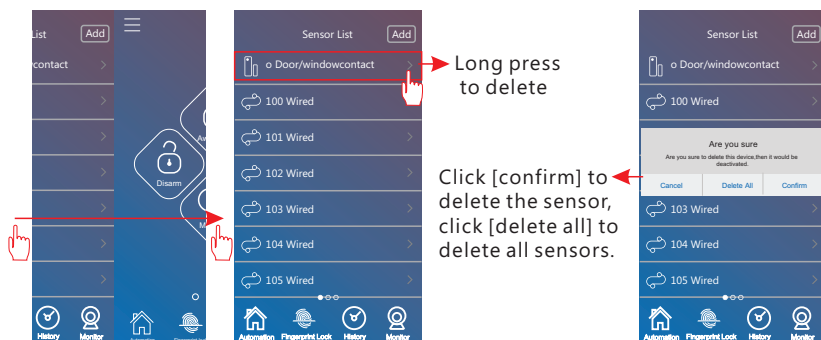 List
Add
wcontact
Disarm
Aw
History
Monitor
Sensor List
Add
o Door/windowcontact
100 Wired
101 Wired
102 Wired
103 Wired
104 Wired
105 Wired
Automation
Fingerprint Lock
History
Monitor
Long press
to delete
Click [confirm] to
delete the sensor,
click [delete all] to
delete all sensors.
Sensor List
Add
o Door/windowcontact
100 Wired
Are you sure
Are you sure to delete this device,then it would be
deactivated.
Cancel
Delete All
Confirm
103 Wired
104 Wired
105 Wired
Automation
Fingerprint Lock
History
Monitor